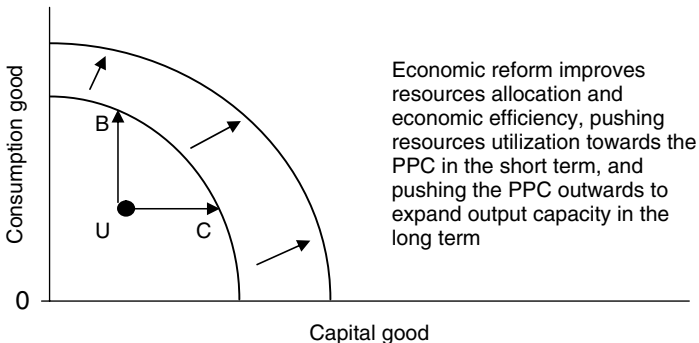 Consumption good
B
U
C
0
Capital good
Economic reform improves
resources allocation and
economic efficiency, pushing
resources utilization towards the
PPC in the short term, and
pushing the PPC outwards to
expand output capacity in the
long term